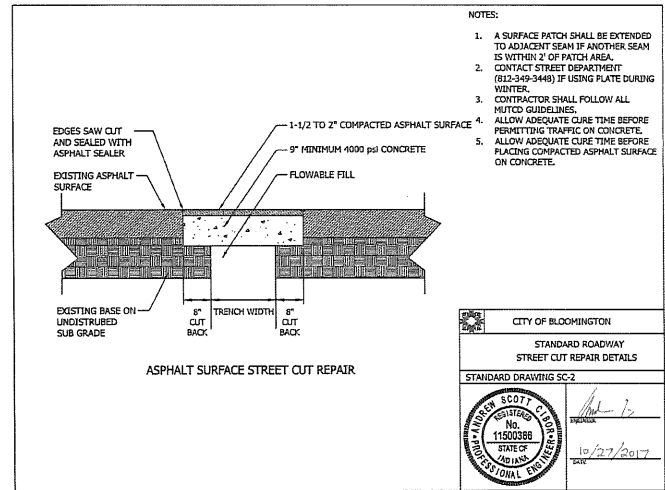 NOTES:
1. A SURFACE PATCH SHALL BE EXTENDED
TO ADJACENT SEAM IF ANOTHER SEAM
IS WITHIN 2' OF PATCH AREA.
2. CONTACT STREET DEPARTMENT
(812-349-3448) IF USING PLATE DURING
WINTER.
3. CONTRACTOR SHALL FOLLOW ALL
MUTCD GUIDELINES.
4. ALLOW ADEQUATE CURE TIME BEFORE
PERMITTING TRAFFIC ON CONCRETE.
5. ALLOW ADEQUATE CURE TIME BEFORE
PLACING COMPACTED ASPHALT SURFACE
ON CONCRETE.
EDGES SAW CUT
AND SEALED WITH
ASPHALT SEALER
EXISTING ASPHALT
SURFACE
1-1/2 TO 2" COMPACTED ASPHALT SURFACE
9" MINIMUM 4000 psi CONCRETE
FLOWABLE FILL
EXISTING BASE ON
UNDISTRUBED
SUB GRADE
8"
CUT
BACK
TRENCH WIDTH
8"
CUT
BACK
ASPHALT SURFACE STREET CUT REPAIR
CITY OF BLOOMINGTON
STANDARD ROADWAY
STREET CUT REPAIR DETAILS
STANDARD DRAWING SC-2
ANDREW SCOTT CIBOR
REGISTERED
No.
11500386
STATE OF
INDIANA
PROFESSIONAL ENGINEER
ENGINEER
10/27/2017
DATE